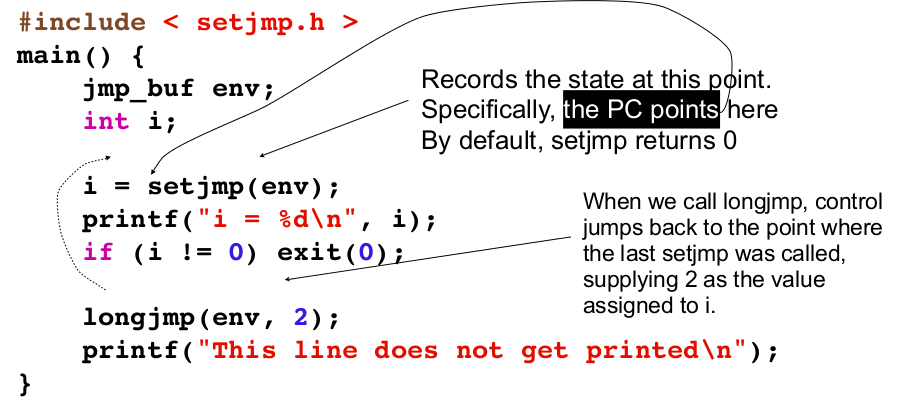 #include < setjmp.h >
main() {
jmp_buf env;
int i;
i = setjmp(env);
printf("i = %d\n", i);
if (i != 0) exit(0);
longjmp(env, 2);
printf("This line does not get printed\n");
}
Records the state at this point.
Specifically, the PC points here
By default, setjmp returns 0
When we call longjmp, control
jumps back to the point where
the last setjmp was called,
supplying 2 as the value
assigned to i.